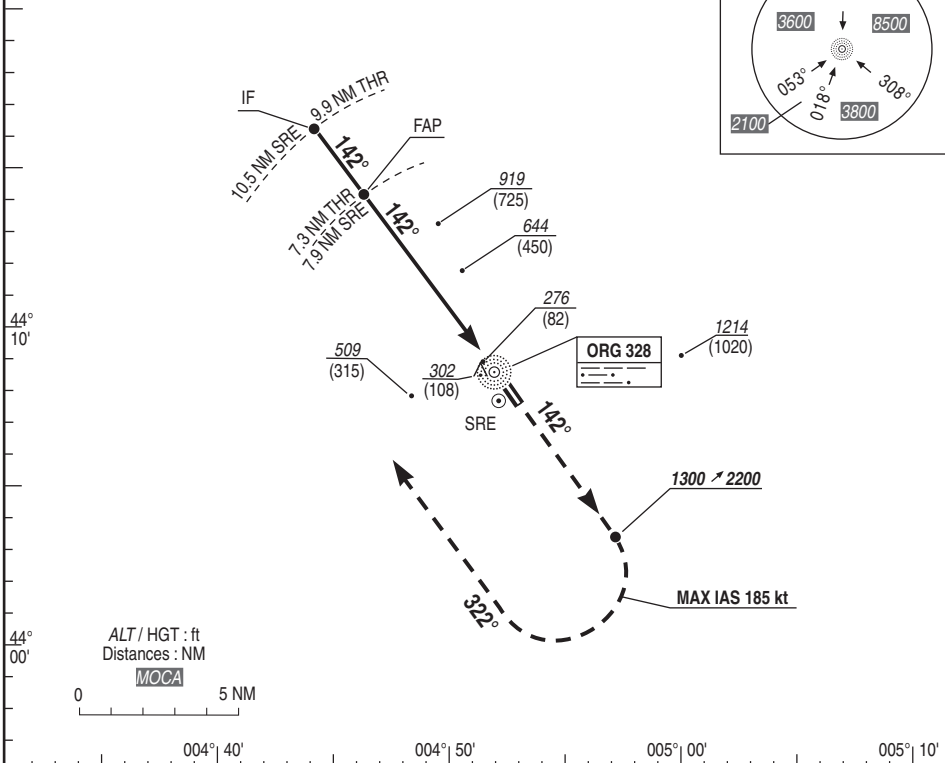 3600
8500
053°
018°
308°
2100
3800
IF
9.9 NM THR
10.5 NM SRE
142°
FAP
7.3 NM THR
7.9 NM SRE
142°
919
(725)
644
(450)
276
(82)
44°
10'
509
(315)
302
(108)
ORG 328
1214
(1020)
SRE
142°
1300 ➚ 2200
MAX IAS 185 kt
322°
44°
00'
ALT / HGT : ft
Distances : NM
MOCA
0 5 NM
004° 40' 004° 50' 005° 00' 005° 10'